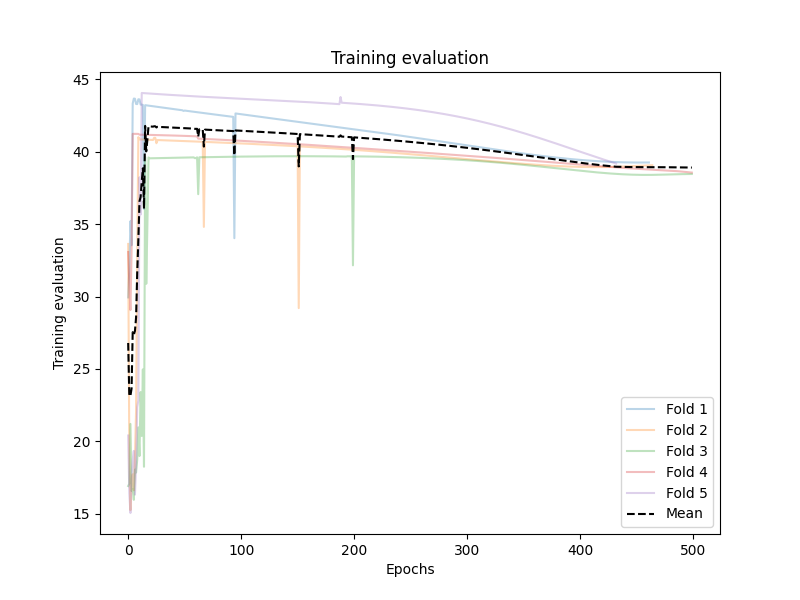 Training evaluation
Training evaluation
45
40
35
30
25
20
15
0 100 200 300 400 500
Epochs
Fold 1
Fold 2
Fold 3
Fold 4
Fold 5
Mean